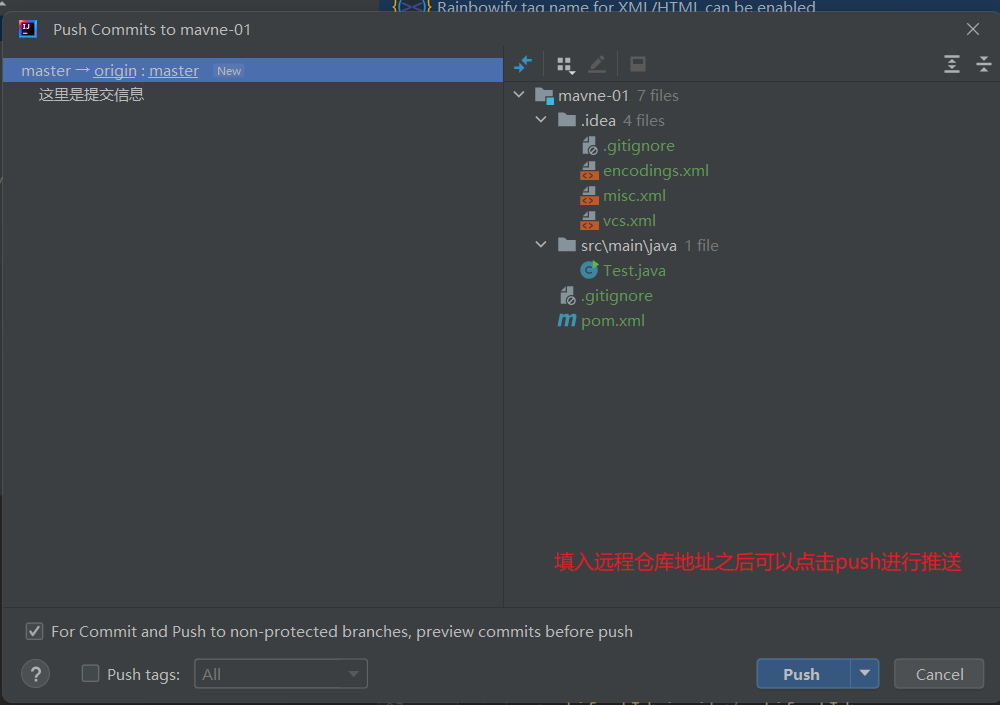 Rainbowify tag name for XML/HTML can be enabled
Push Commits to mavne-01
master → origin : master New
这里是提交信息
mavne-01 7 files
.idea 4 files
.gitignore
encodings.xml
misc.xml
vcs.xml
src\main\java 1 file
Test.java
.gitignore
pom.xml
填入远程仓库地址之后可以点击push进行推送
For Commit and Push to non-protected branches, preview commits before push
? Push tags: All
Push Cancel